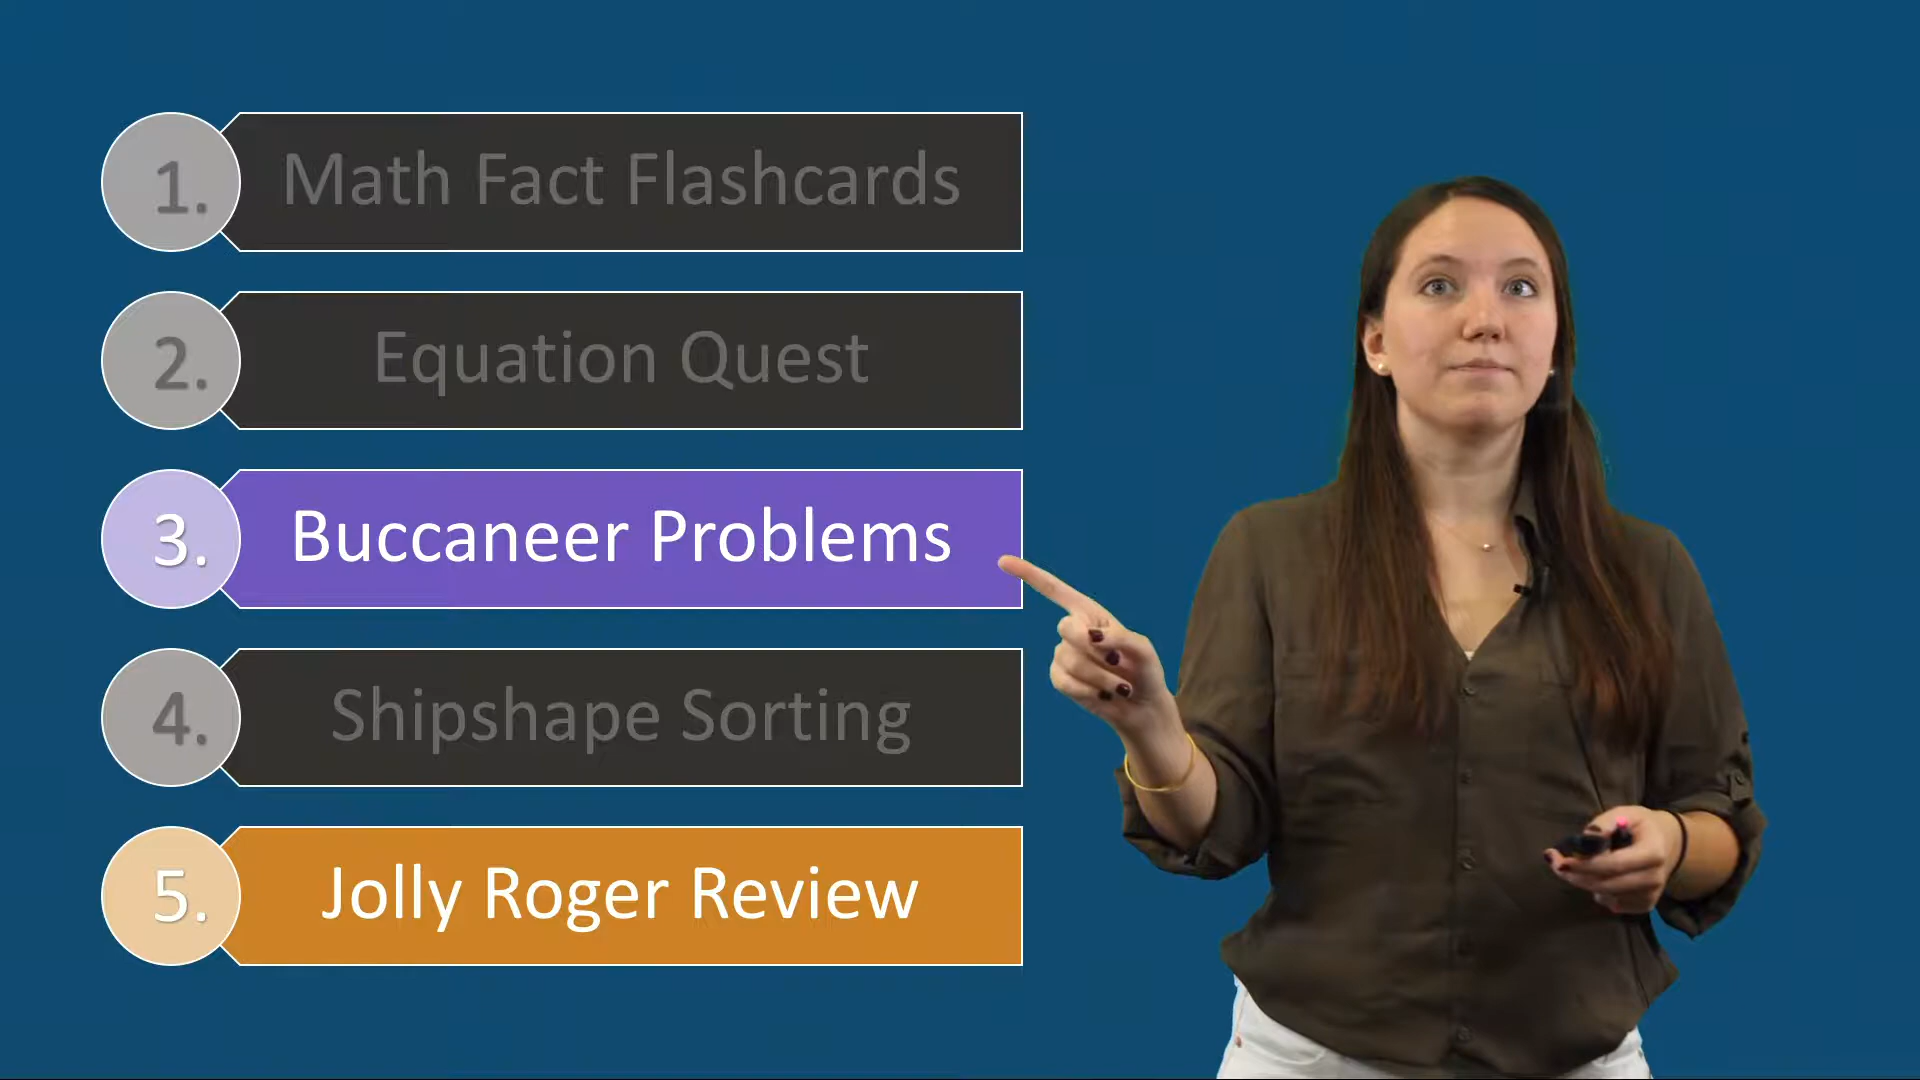 1. Math Fact Flashcards
2. Equation Quest
3. Buccaneer Problems
4. Shipshape Sorting
5. Jolly Roger Review